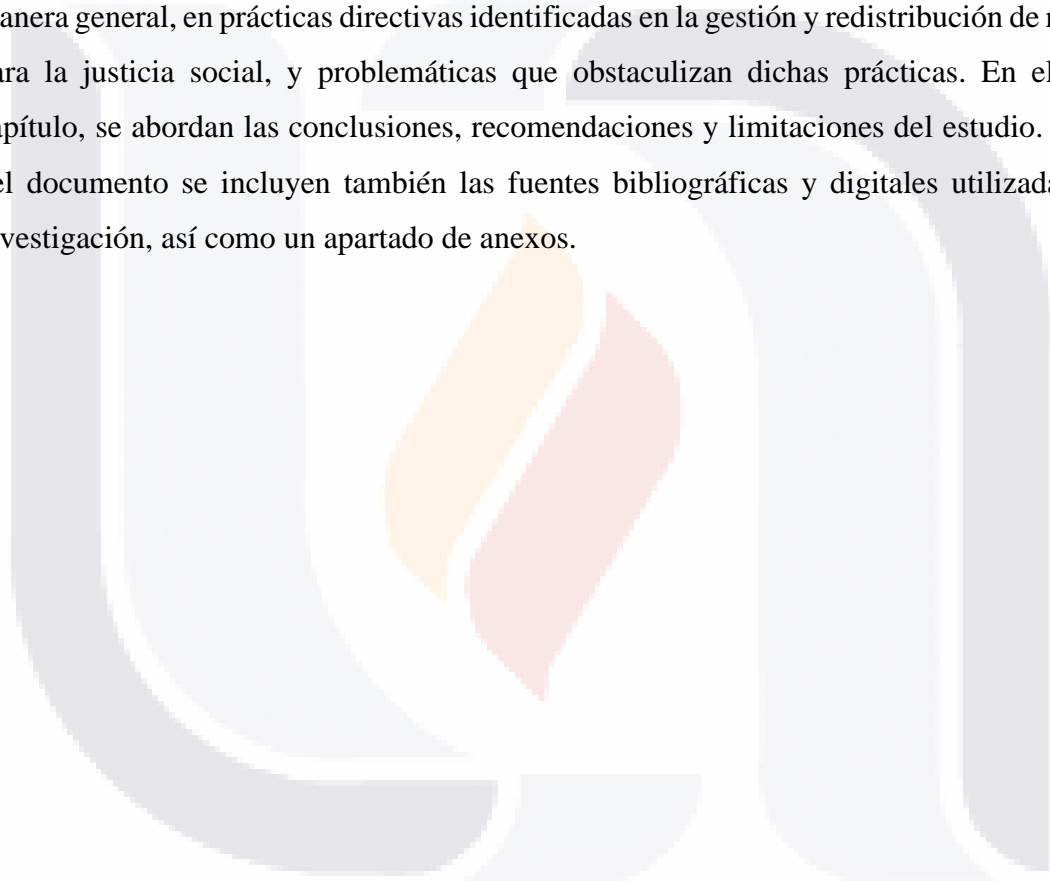 anera general, en prácticas directivas identificadas en la gestión y redistribución de
ara la justicia social, y problemáticas que obstaculizan dichas prácticas. En el
apítulo, se abordan las conclusiones, recomendaciones y limitaciones del estudio.
el documento se incluyen también las fuentes bibliográficas y digitales utilizada
vestigación, así como un apartado de anexos.